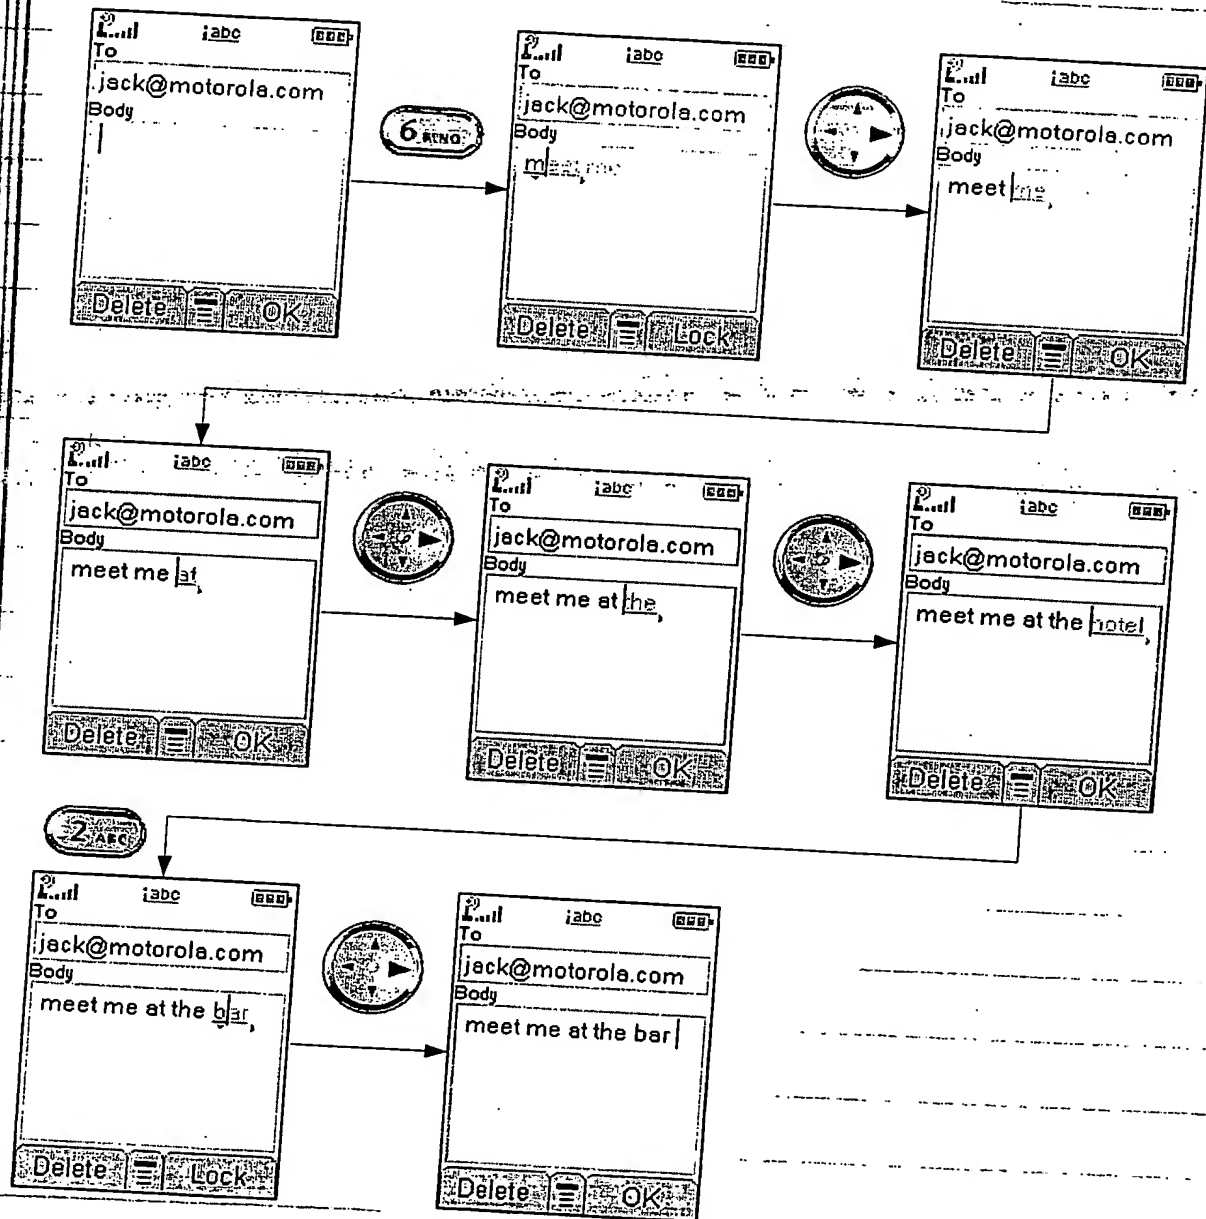 iabc
To
jack@motorola.com
Body
Delete OK
6 MNO
iabc
To
jack@motorola.com
Body
meet me
Delete Lock
iabc
To
jack@motorola.com
Body
meet me
Delete OK
iabc
To
jack@motorola.com
Body
meet me at
Delete OK
iabc
To
jack@motorola.com
Body
meet me at the
Delete OK
iabc
To
jack@motorola.com
Body
meet me at the hotel
Delete OK
2 ABC
iabc
To
jack@motorola.com
Body
meet me at the bar
Delete Lock
iabc
To
jack@motorola.com
Body
meet me at the bar
Delete OK